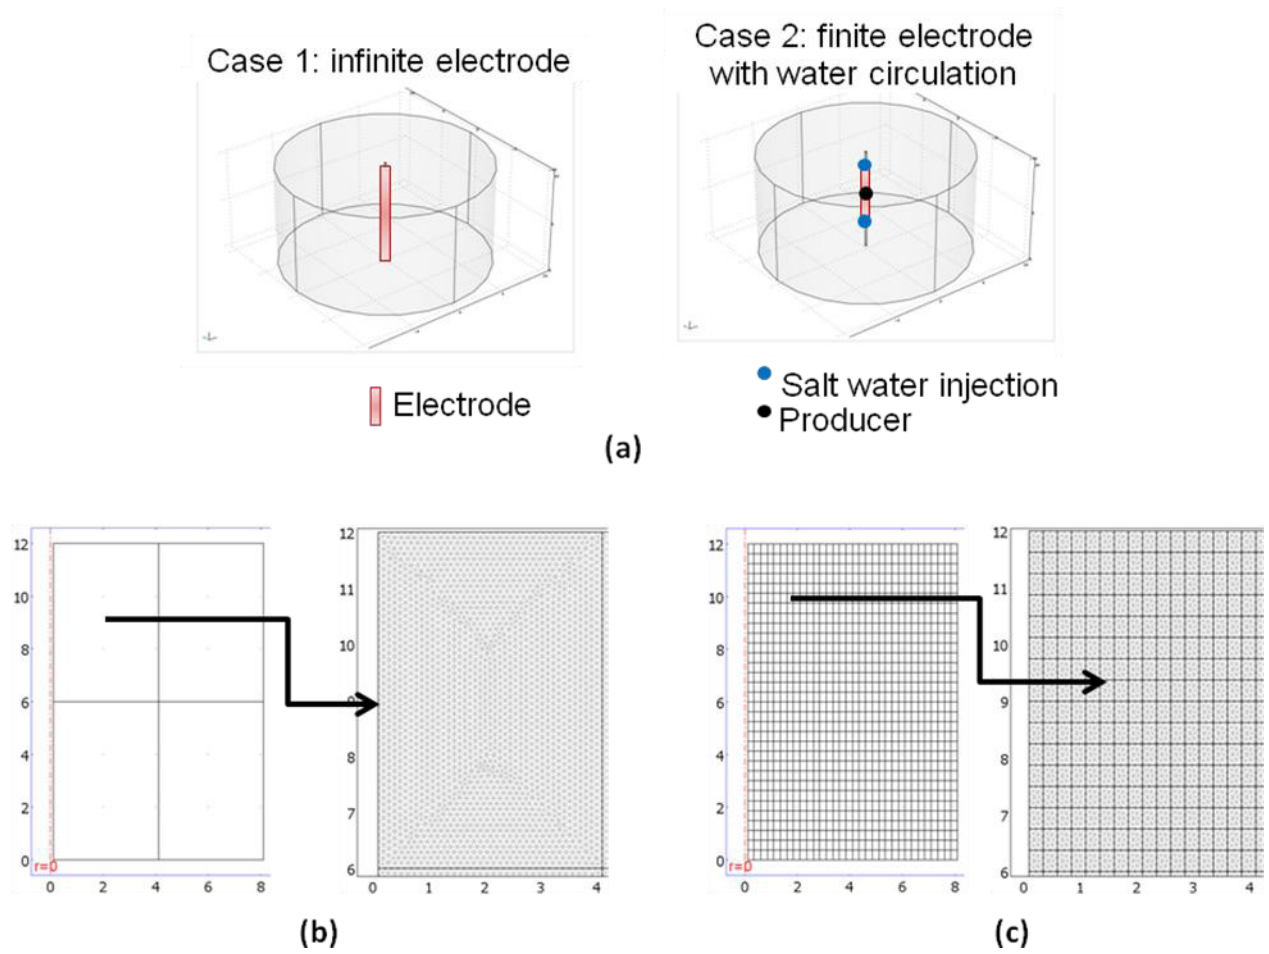 Case 1: infinite electrode
Case 2: finite electrode
with water circulation
Electrode
Salt water injection
Producer
(a)
12
10
8
6
4
2
0
r=0
0 2 4 6 8
12
11
10
9
8
7
6
0 1 2 3 4
(b)
12
10
8
6
4
2
0
r=0
0 2 4 6 8
12
11
10
9
8
7
6
0 1 2 3 4
(c)